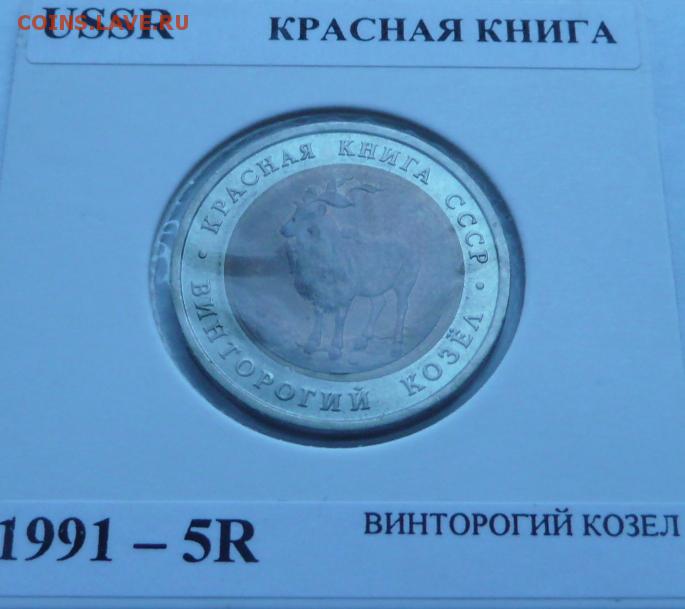 COINS.LAVE.RU
USSR
КРАСНАЯ КНИГА
КРАСНАЯ КНИГА СССР
ВИНТОРОГИЙ КОЗЁЛ
1991 – 5R
ВИНТОРОГИЙ КОЗЕЛ